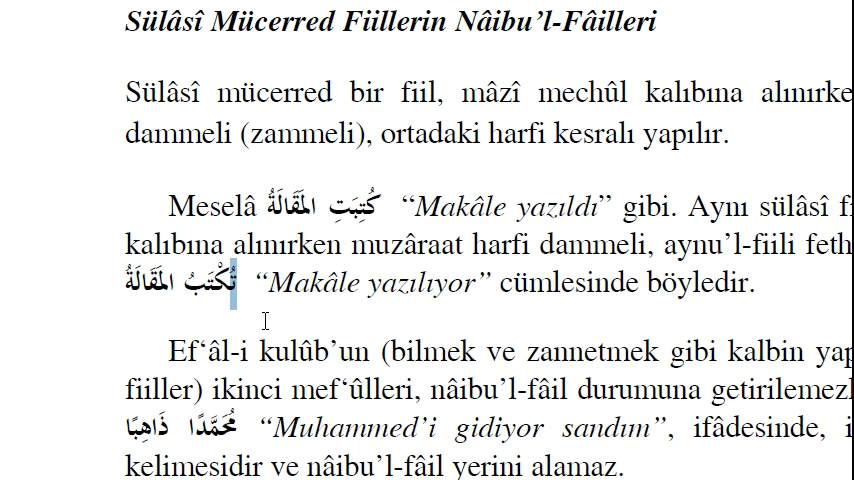 Sülâsî Mücerred Fiillerin Nâibu’l-Fâilleri
Sülâsî mücerred bir fiil, mâzî mechûl kalıbına alınırke
dammeli (zammeli), ortadaki harfi kesralı yapılır.
Meselâ كُتِبَتِ المَقَالَةُ “Makâle yazıldı” gibi. Aynı sülâsî fi
kalıbına alınırken muzâraat harfi dammeli, aynu’l-fiili feth
تُكْتَبُ المَقَالَةُ “Makâle yazılıyor” cümlesinde böyledir.
Ef‘âl-i kulûb’un (bilmek ve zannetmek gibi kalbin yap
fiiller) ikinci mef‘ûlleri, nâibu’l-fâil durumuna getirilemezl
مُحَمَّدًا ذَاهِبًا “Muhammed’i gidiyor sandım”, ifâdesinde, i
kelimesidir ve nâibu’l-fâil yerini alamaz.